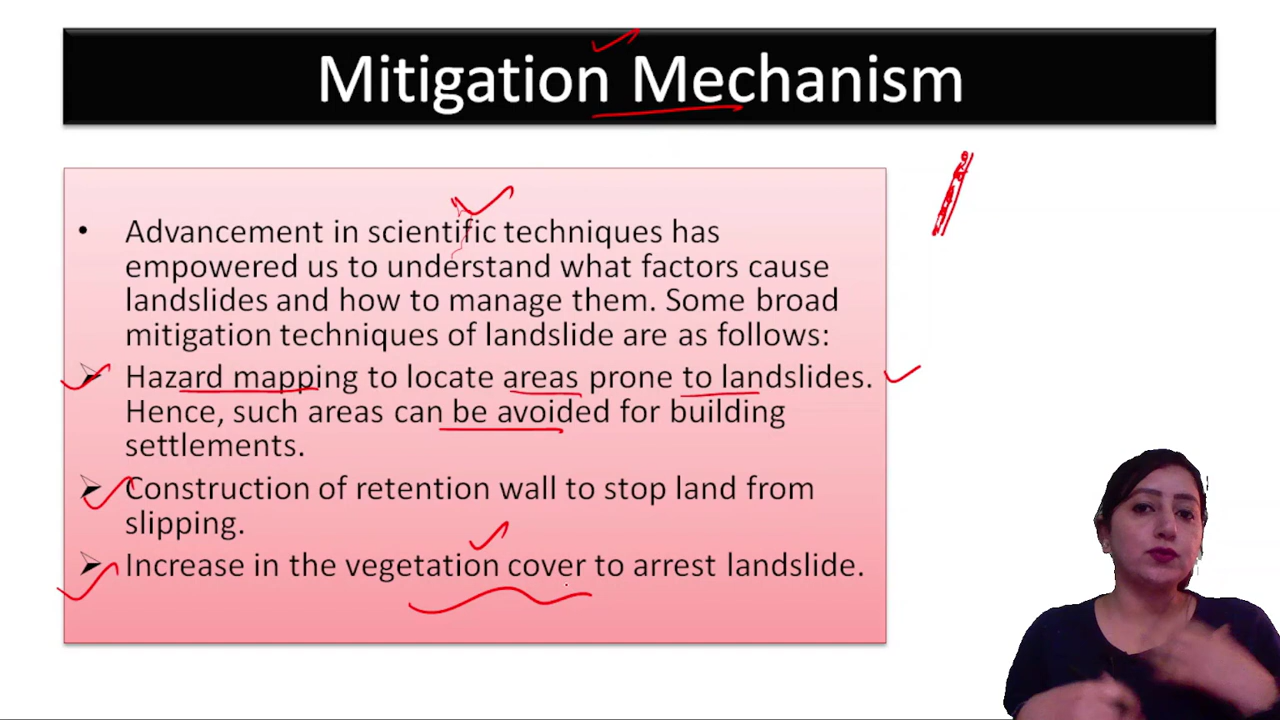 Mitigation Mechanism
• Advancement in scientific techniques has
empowered us to understand what factors cause
landslides and how to manage them. Some broad
mitigation techniques of landslide are as follows:
➢ Hazard mapping to locate areas prone to landslides.
Hence, such areas can be avoided for building
settlements.
➢ Construction of retention wall to stop land from
slipping.
➢ Increase in the vegetation cover to arrest landslide.